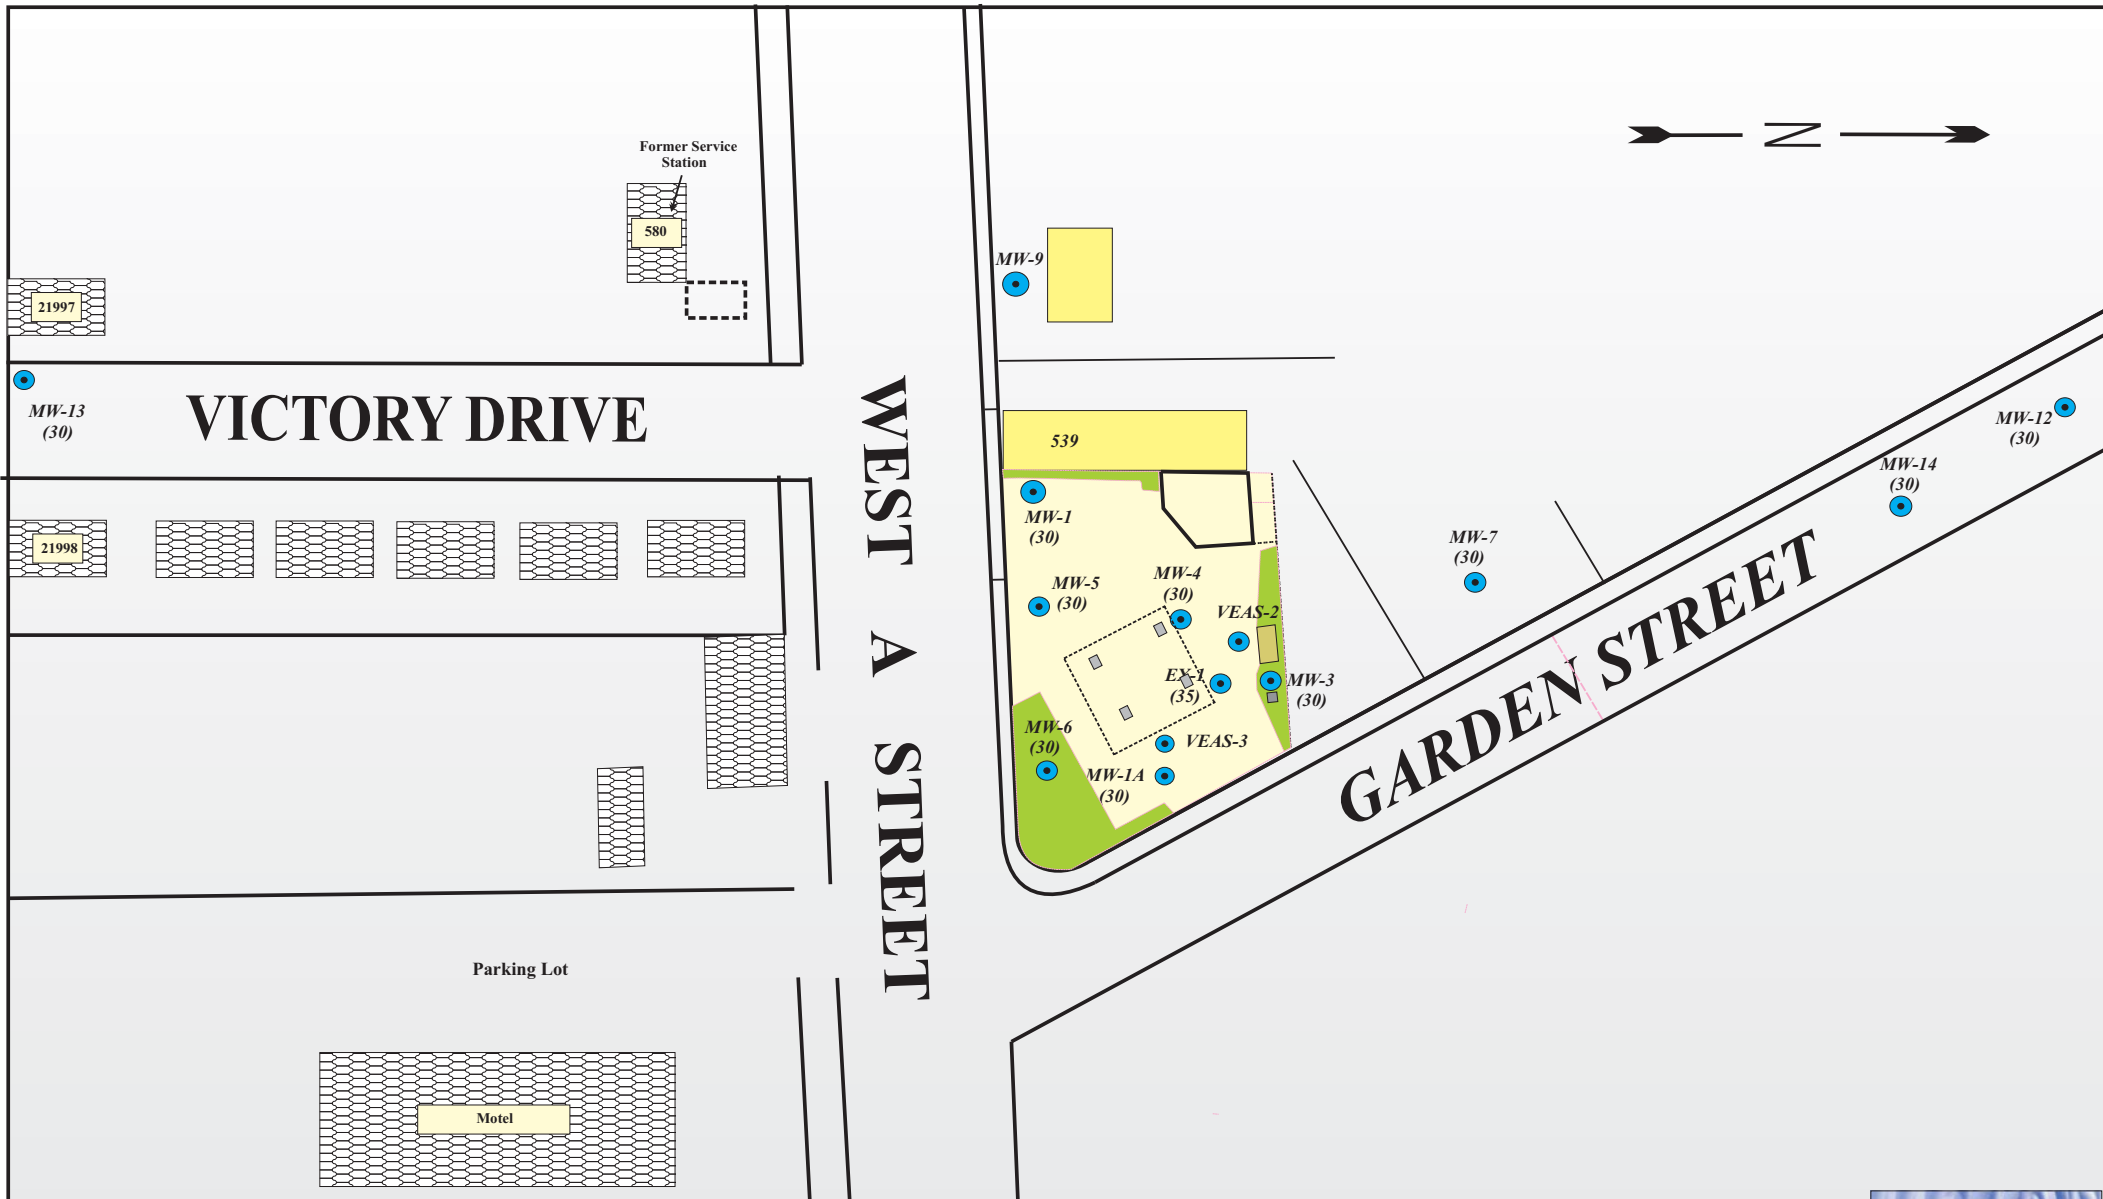 Former Service
Station
580
N
MW-9
21997
MW-13
(30)
VICTORY DRIVE
WEST A STREET
539
MW-12
(30)
MW-14
(30)
MW-1
(30)
21998
MW-7
(30)
MW-5
(30)
MW-4
(30)
VEAS-2
EX-1
(35)
MW-3
(30)
GARDEN STREET
MW-6
(30)
VEAS-3
MW-1A
(30)
Parking Lot
Motel